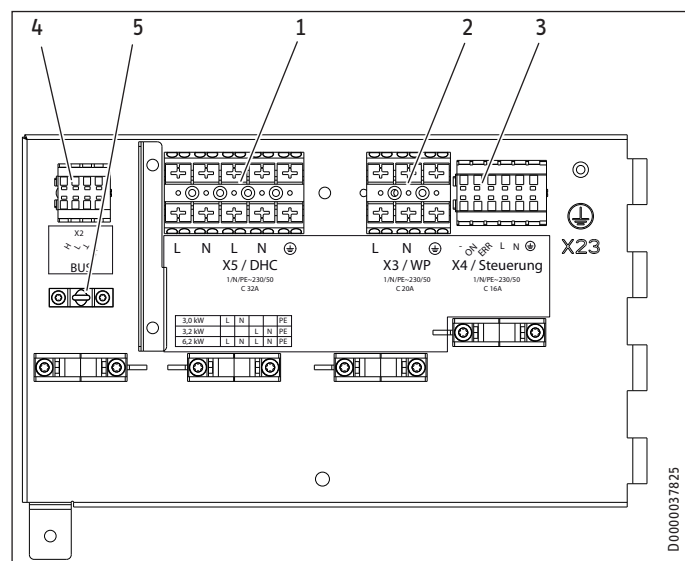 4 5 1 2 3
X2
H L ⊥ -
BUS
L N L N
X5 / DHC
1/N/PE~230/50
C 32A
3,0 kW L N PE
3,2 kW L N PE
6,2 kW L N L N PE
L N
X3 / WP
1/N/PE~230/50
C 20A
- ON ERR L N
X4 / Steuerung
1/N/PE~230/50
C 16A
X23
D0000037825